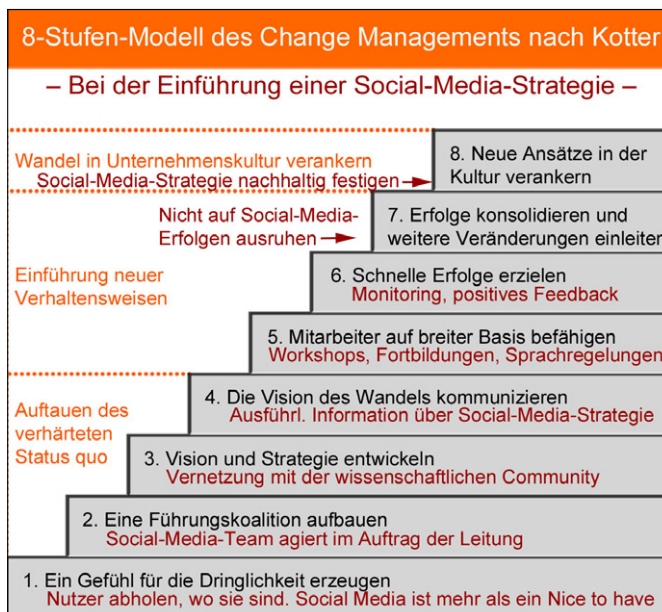 8-Stufen-Modell des Change Managements nach Kotter
– Bei der Einführung einer Social-Media-Strategie –
Wandel in Unternehmenskultur verankern
Social-Media-Strategie nachhaltig festigen
8. Neue Ansätze in der
Kultur verankern
Nicht auf Social-Media-
Erfolgen ausruhen
7. Erfolge konsolidieren und
weitere Veränderungen einleiten
Einführung neuer
Verhaltensweisen
6. Schnelle Erfolge erzielen
Monitoring, positives Feedback
5. Mitarbeiter auf breiter Basis befähigen
Workshops, Fortbildungen, Sprachregelungen
Auftauen des
verhärteten
Status quo
4. Die Vision des Wandels kommunizieren
Ausführl. Information über Social-Media-Strategie
3. Vision und Strategie entwickeln
Vernetzung mit der wissenschaftlichen Community
2. Eine Führungskoalition aufbauen
Social-Media-Team agiert im Auftrag der Leitung
1. Ein Gefühl für die Dringlichkeit erzeugen
Nutzer abholen, wo sie sind. Social Media ist mehr als ein Nice to have